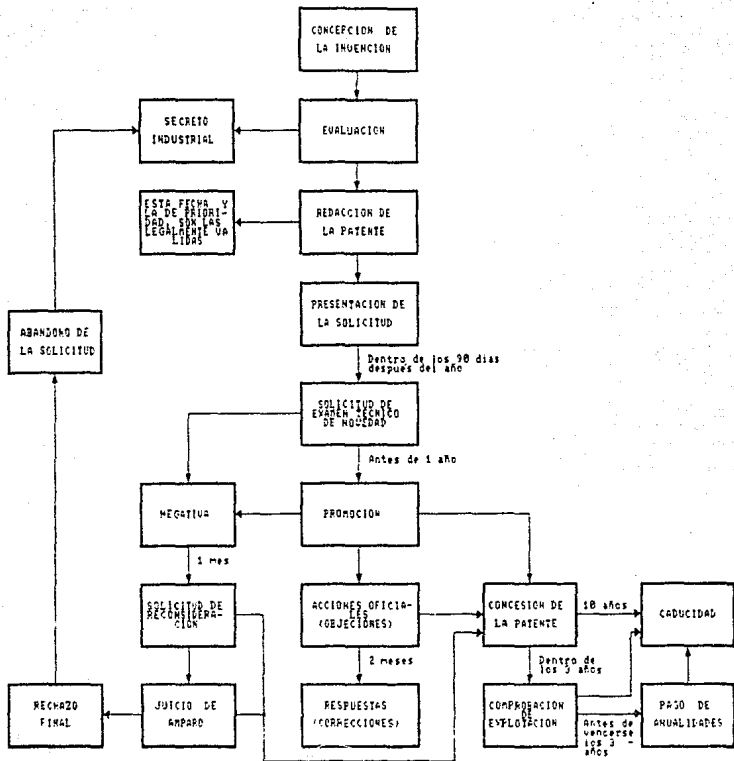 CONCEPCION DE
LA INVENCION
SECRETO
INDUSTRIAL
EVALUACION
ESTA FECHA Y
LA DE PRIORI-
DAD, SON LAS
LEGALMENTE VA
LIDAS
REDACCION DE
LA PATENTE
PRESENTACION DE
LA SOLICITUD
ABANDONO DE
LA SOLICITUD
Dentro de los 90 dias
después del año
SOLICITUD DE
EXAMEN TECNICO
DE NOVEDAD
Antes de 1 año
NEGATIVA
PROMOCION
1 mes
SOLICITUD DE
RECONSIDERA-
CION
ACCIONES OFICIA-
LES
(OBJECIONES)
CONCESION DE
LA PATENTE
10 años
CADUCIDAD
2 meses
Dentro de
los 3 años
RECHAZO
FINAL
JUICIO DE
AMPARO
RESPUESTAS
(CORRECCIONES)
COMPROBACION
DE
EXPLOTACION
Antes de
vencerse
los 3 -
años
PAGO DE
ANUALIDADES